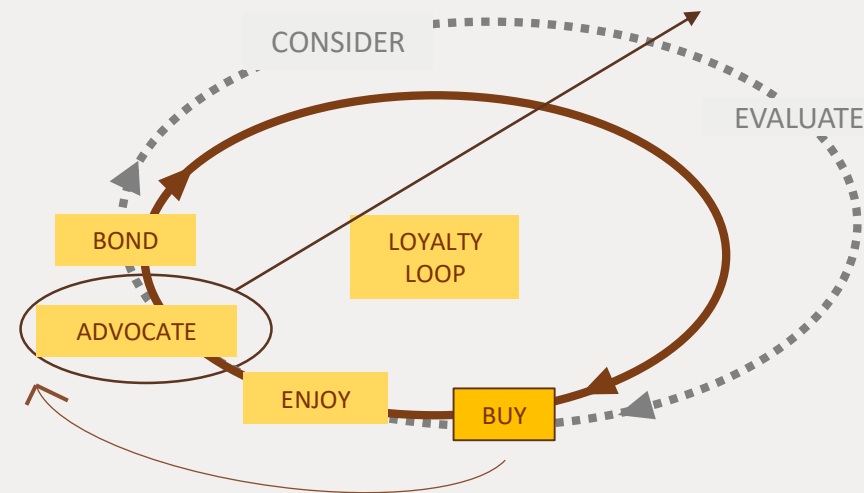 CONSIDER
EVALUATE
BOND
LOYALTY
LOOP
ADVOCATE
ENJOY
BUY